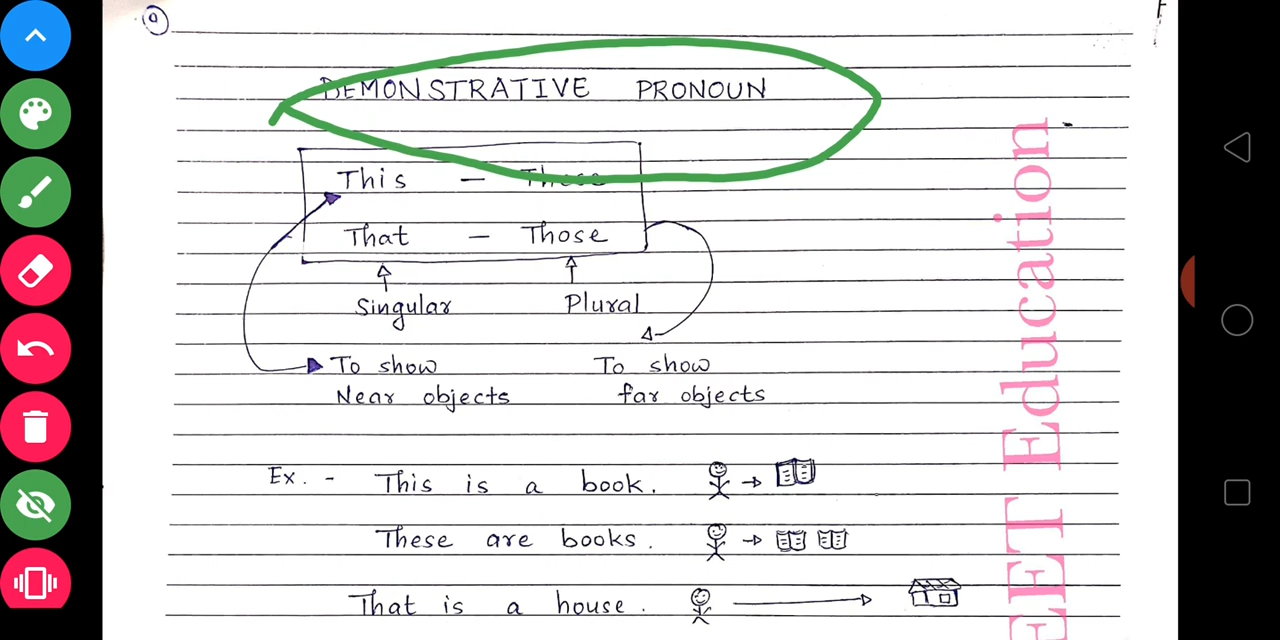 DEMONSTRATIVE PRONOUN
This - These
That - Those
Singular Plural
To show To show
Near objects far objects
Ex. - This is a book.
These are books.
That is a house.
EET Education